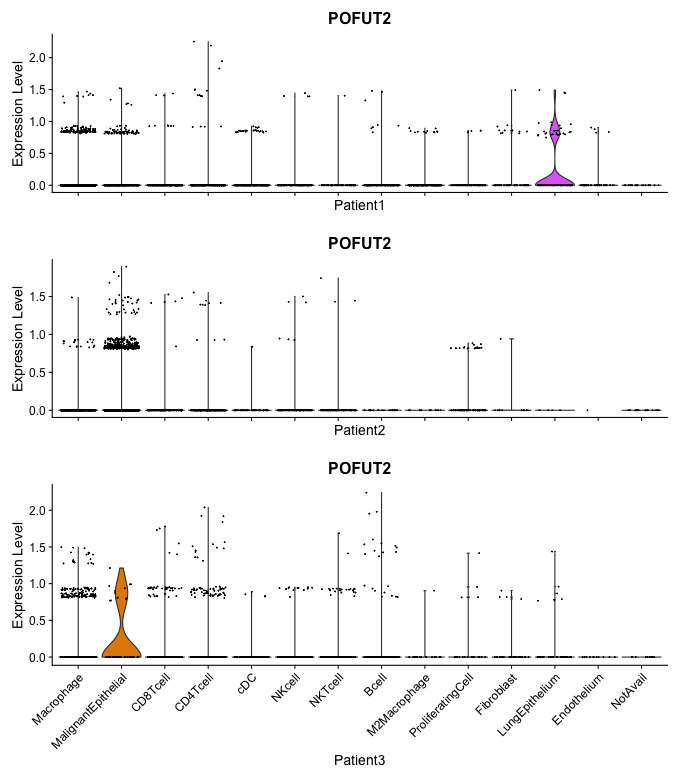 POFUT2
Expression Level
2.0
1.5
1.0
0.5
0.0
Patient1
POFUT2
Expression Level
1.5
1.0
0.5
0.0
Patient2
POFUT2
Expression Level
2.0
1.5
1.0
0.5
0.0
Macrophage
MalignantEpithelial
CD8Tcell
CD4Tcell
cDC
NKcell
NKTcell
Bcell
M2Macrophage
ProliferatingCell
Fibroblast
LungEpithelium
Endothelium
NotAvail
Patient3